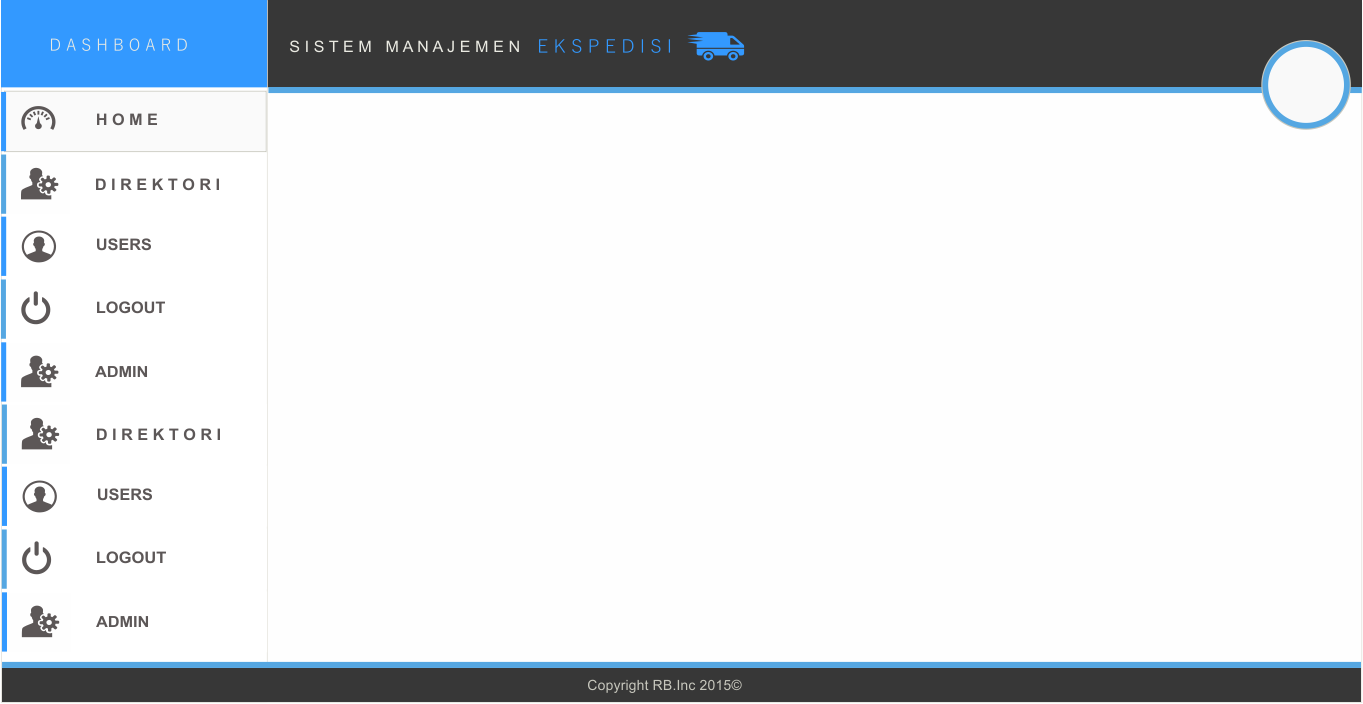 DASHBOARD
SISTEM MANAJEMEN EKSPEDISI
HOME
DIREKTORI
USERS
LOGOUT
ADMIN
DIREKTORI
USERS
LOGOUT
ADMIN
Copyright RB.Inc 2015©